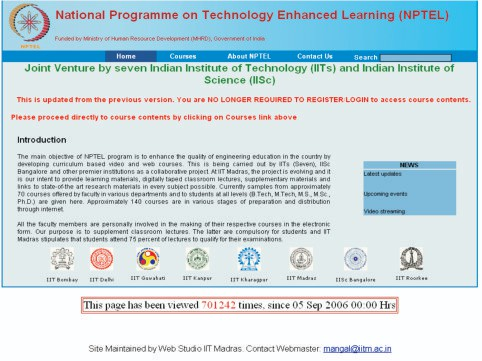 National Programme on Technology Enhanced Learning (NPTEL)
NPTEL
Funded by Ministry of Human Resource Development (MHRD), Government of India
Home Courses About NPTEL Contact Us Search
Joint Venture by seven Indian Institute of Technology (IITs) and Indian Institute of
Science (IISc)
This is updated from the previous version. You are NO LONGER REQUIRED TO REGISTER/LOGIN to access course contents.
Please proceed directly to course contents by clicking on Courses link above
Introduction
The main objective of NPTEL program is to enhance the quality of engineering education in the country by
developing curriculum based video and web courses. This is being carried out by IITs (Seven), IISc
Bangalore and other premier institutions as a collaborative project. At IIT Madras, the project is evolving and it
is our intent to provide learning materials, digitally taped classroom lectures, supplementary materials and
links to state-of-the art research materials in every subject possible. Currently samples from approximately
70 courses offered by faculty in various departments and to students at all levels (B.Tech, M.Tech, M.S., M.Sc.,
Ph.D.) are given here. Approximately 140 courses are in various stages of preparation and distribution
through internet.
All the faculty members are personally involved in the making of their respective courses in the electronic
form. Our purpose is to supplement classroom lectures. The latter are compulsory for students and IIT
Madras stipulates that students attend 75 percent of lectures to qualify for their examinations.
NEWS
Latest updates
Upcoming events
Video streaming
IIT Bombay IIT Delhi IIT Guwahati IIT Kanpur IIT Kharagpur IIT Madras IISc Bangalore IIT Roorkee
This page has been viewed 701242 times, since 05 Sep 2006 00:00 Hrs
Site Maintained by Web Studio IIT Madras. Contact Webmaster: mangal@iitm.ac.in